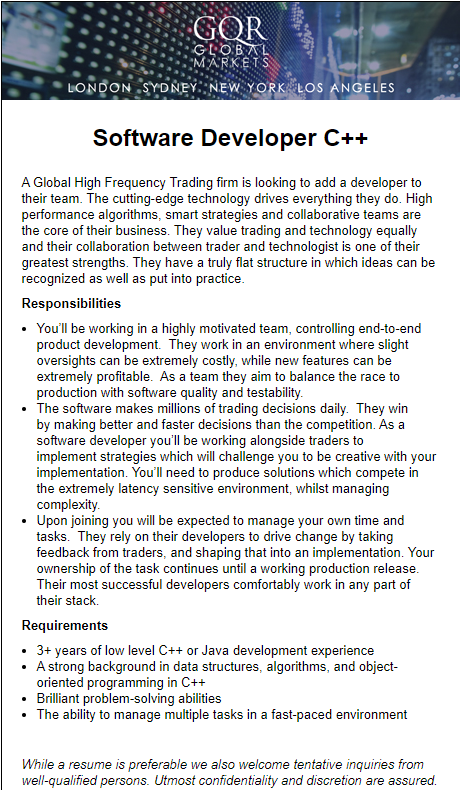 GQR
GLOBAL
MARKETS
LONDON SYDNEY NEW YORK LOS ANGELES
Software Developer C++
A Global High Frequency Trading firm is looking to add a developer to
their team. The cutting-edge technology drives everything they do. High
performance algorithms, smart strategies and collaborative teams are
the core of their business. They value trading and technology equally
and their collaboration between trader and technologist is one of their
greatest strengths. They have a truly flat structure in which ideas can be
recognized as well as put into practice.
Responsibilities
• You’ll be working in a highly motivated team, controlling end-to-end
product development.  They work in an environment where slight
oversights can be extremely costly, while new features can be
extremely profitable.  As a team they aim to balance the race to
production with software quality and testability.
• The software makes millions of trading decisions daily.  They win
by making better and faster decisions than the competition. As a
software developer you’ll be working alongside traders to
implement strategies which will challenge you to be creative with your
implementation. You’ll need to produce solutions which compete in
the extremely latency sensitive environment, whilst managing
complexity.
• Upon joining you will be expected to manage your own time and
tasks.  They rely on their developers to drive change by taking
feedback from traders, and shaping that into an implementation. Your
ownership of the task continues until a working production release.
Their most successful developers comfortably work in any part of
their stack.
Requirements
• 3+ years of low level C++ or Java development experience
• A strong background in data structures, algorithms, and object-
oriented programming in C++
• Brilliant problem-solving abilities
• The ability to manage multiple tasks in a fast-paced environment
While a resume is preferable we also welcome tentative inquiries from
well-qualified persons. Utmost confidentiality and discretion are assured.